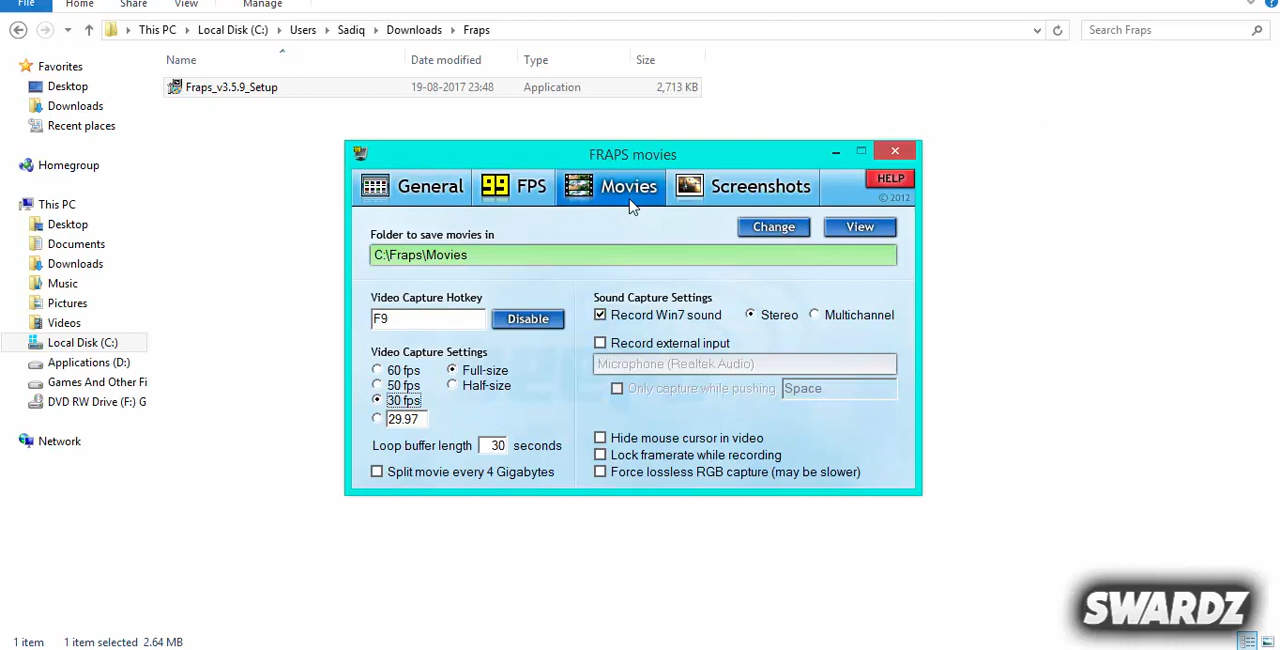 File Home Share View Manage
This PC Local Disk (C:) Users Sadiq Downloads Fraps
Search Fraps
Name Date modified Type Size
Fraps_v3.5.9_Setup 19-08-2017 23:48 Application 2,713 KB
Favorites
Desktop
Downloads
Recent places
Homegroup
This PC
Desktop
Documents
Downloads
Music
Pictures
Videos
Local Disk (C:)
Applications (D:)
Games And Other Fi
DVD RW Drive (F:) G
Network
FRAPS movies
General 99 FPS Movies Screenshots
HELP
© 2012
Folder to save movies in
Change View
C:\Fraps\Movies
Video Capture Hotkey
F9 Disable
Video Capture Settings
60 fps Full-size
50 fps Half-size
30 fps
29.97
Loop buffer length 30 seconds
Split movie every 4 Gigabytes
Sound Capture Settings
Record Win7 sound Stereo Multichannel
Record external input
Microphone (Realtek Audio)
Only capture while pushing Space
Hide mouse cursor in video
Lock framerate while recording
Force lossless RGB capture (may be slower)
SWARDZ
1 item 1 item selected 2.64 MB